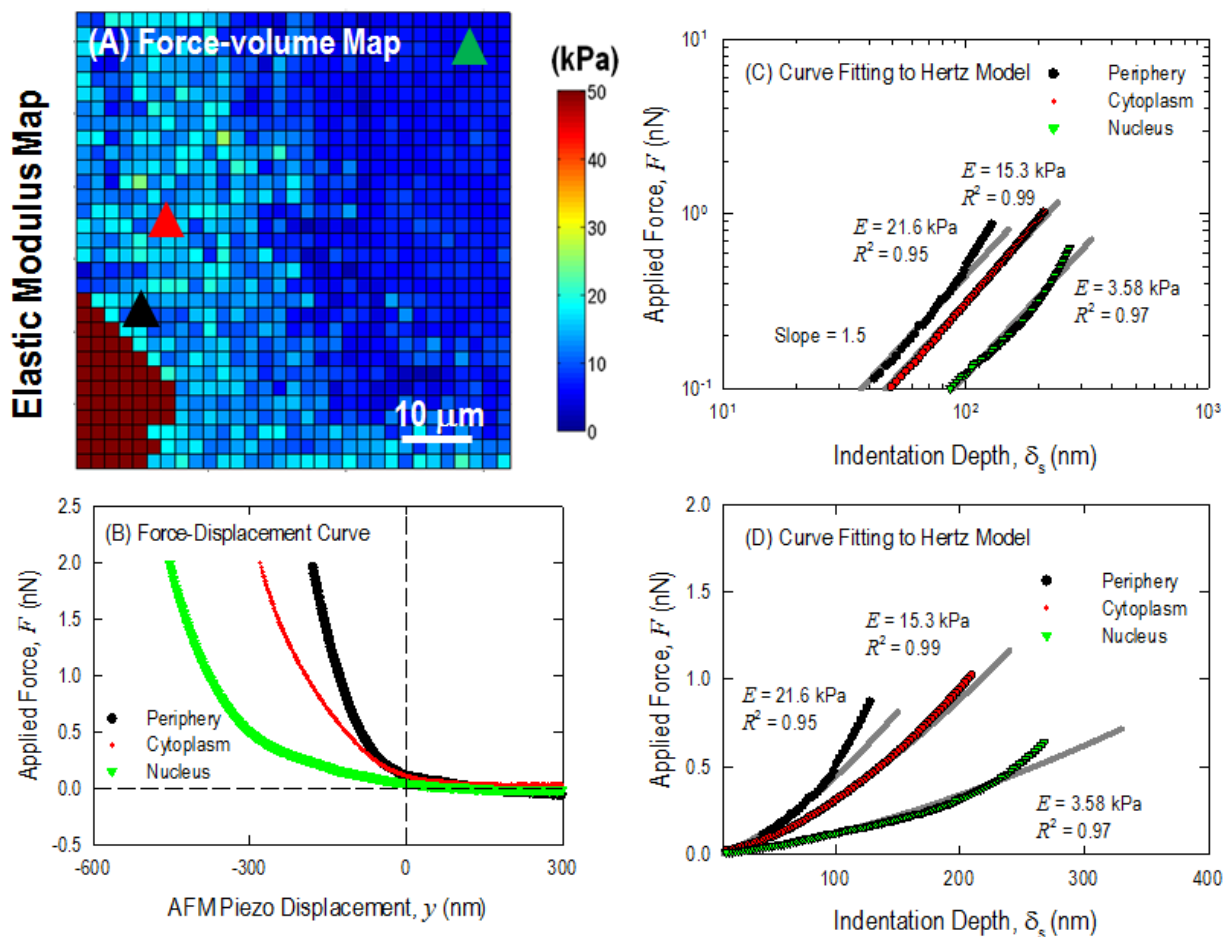 Elastic Modulus Map
(A) Force-volume Map
10 μm
(kPa)
50
40
30
20
10
0
(B) Force-Displacement Curve
Applied Force, F (nN)
2.5
2.0
1.5
1.0
0.5
0.0
-0.5
Periphery
Cytoplasm
Nucleus
-600
-300
0
300
AFM Piezo Displacement, y (nm)
(C) Curve Fitting to Hertz Model
Periphery
Cytoplasm
Nucleus
Applied Force, F (nN)
10¹
10⁰
10⁻¹
E = 15.3 kPa
R² = 0.99
E = 21.6 kPa
R² = 0.95
E = 3.58 kPa
R² = 0.97
Slope = 1.5
10¹
10²
10³
Indentation Depth, δₛ (nm)
(D) Curve Fitting to Hertz Model
Periphery
Cytoplasm
Nucleus
Applied Force, F (nN)
2.0
1.5
1.0
0.5
0.0
E = 15.3 kPa
R² = 0.99
E = 21.6 kPa
R² = 0.95
E = 3.58 kPa
R² = 0.97
100
200
300
400
Indentation Depth, δₛ (nm)